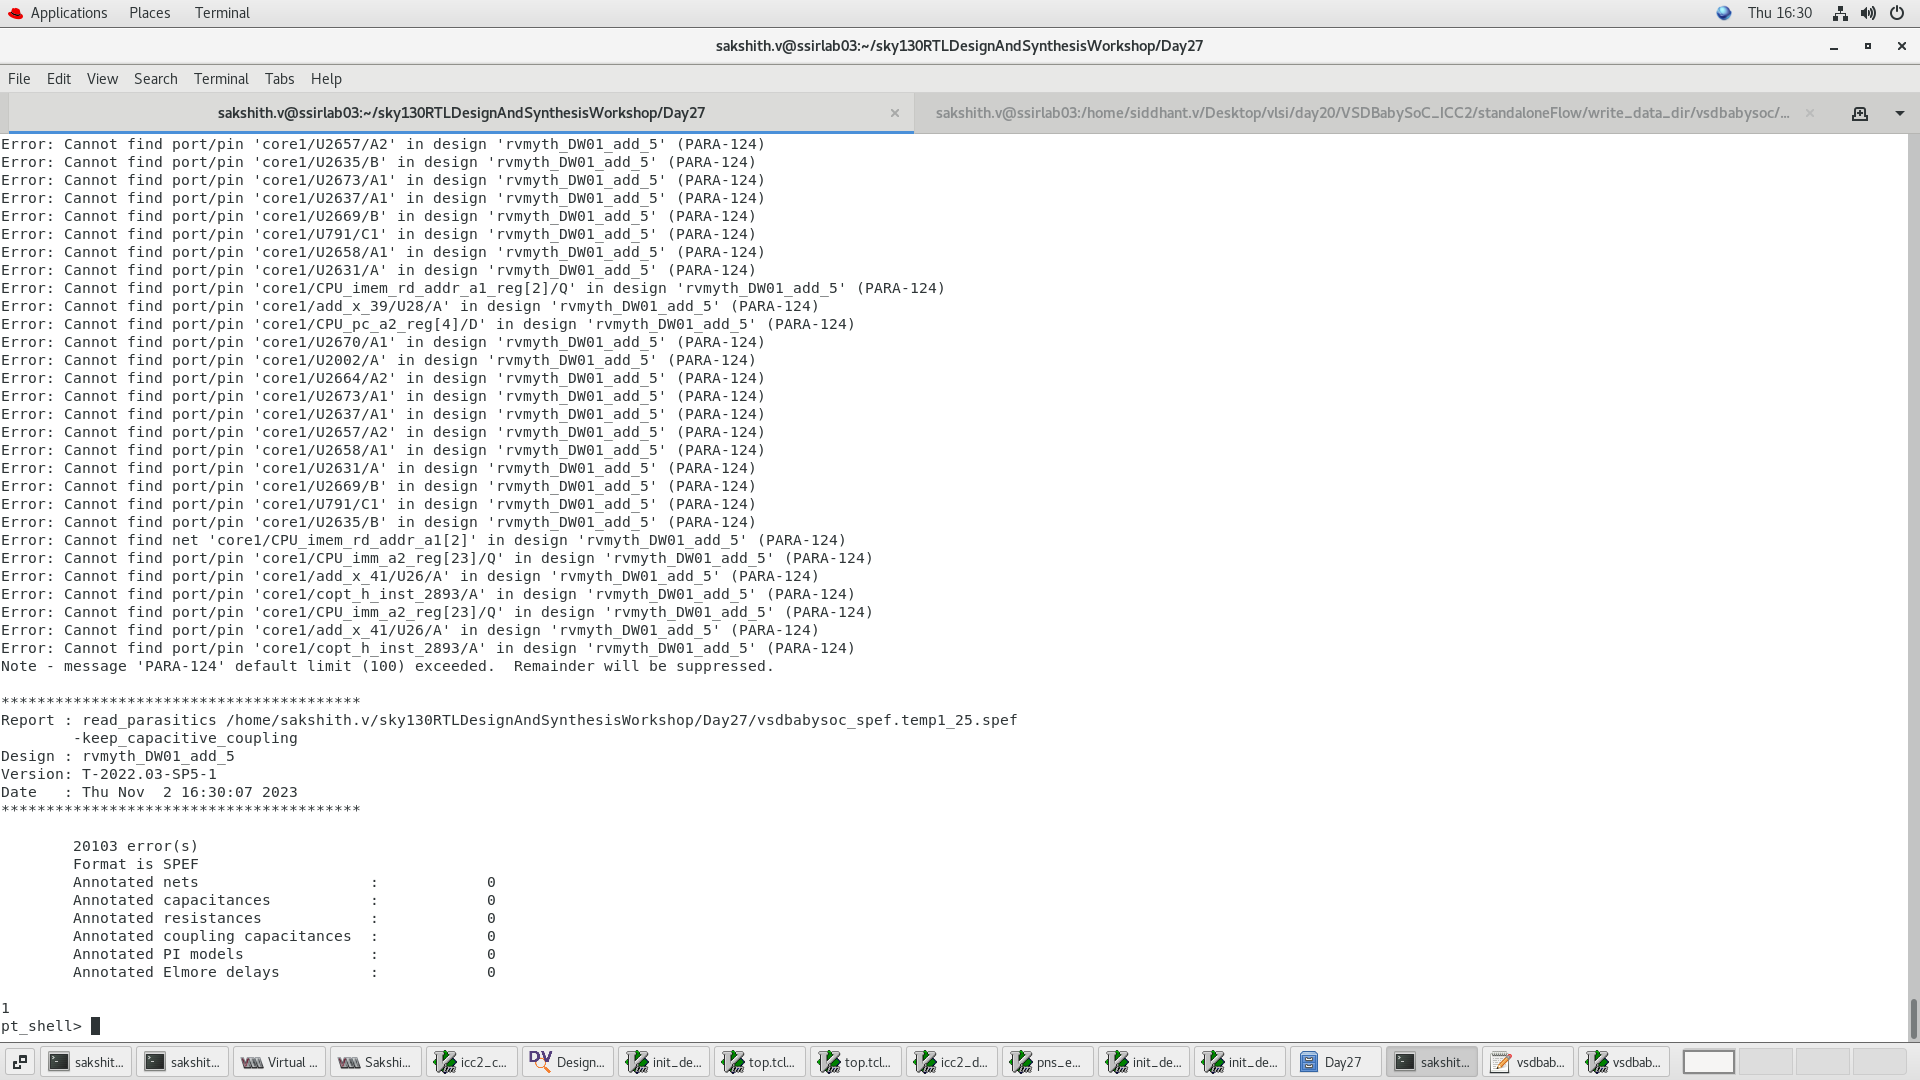 Applications Places Terminal Thu 16:30
sakshith.v@ssirlab03:~/sky130RTLDesignAndSynthesisWorkshop/Day27
File Edit View Search Terminal Tabs Help
sakshith.v@ssirlab03:~/sky130RTLDesignAndSynthesisWorkshop/Day27 sakshith.v@ssirlab03:/home/siddhant.v/Desktop/vlsi/day20/VSDBabySoC_ICC2/standaloneFlow/write_data_dir/vsdbabysoc/...
Error: Cannot find port/pin 'core1/U2657/A2' in design 'rvmyth_DW01_add_5' (PARA-124)
Error: Cannot find port/pin 'core1/U2635/B' in design 'rvmyth_DW01_add_5' (PARA-124)
Error: Cannot find port/pin 'core1/U2673/A1' in design 'rvmyth_DW01_add_5' (PARA-124)
Error: Cannot find port/pin 'core1/U2637/A1' in design 'rvmyth_DW01_add_5' (PARA-124)
Error: Cannot find port/pin 'core1/U2669/B' in design 'rvmyth_DW01_add_5' (PARA-124)
Error: Cannot find port/pin 'core1/U791/C1' in design 'rvmyth_DW01_add_5' (PARA-124)
Error: Cannot find port/pin 'core1/U2658/A1' in design 'rvmyth_DW01_add_5' (PARA-124)
Error: Cannot find port/pin 'core1/U2631/A' in design 'rvmyth_DW01_add_5' (PARA-124)
Error: Cannot find port/pin 'core1/CPU_imem_rd_addr_a1_reg[2]/Q' in design 'rvmyth_DW01_add_5' (PARA-124)
Error: Cannot find port/pin 'core1/add_x_39/U28/A' in design 'rvmyth_DW01_add_5' (PARA-124)
Error: Cannot find port/pin 'core1/CPU_pc_a2_reg[4]/D' in design 'rvmyth_DW01_add_5' (PARA-124)
Error: Cannot find port/pin 'core1/U2670/A1' in design 'rvmyth_DW01_add_5' (PARA-124)
Error: Cannot find port/pin 'core1/U2002/A' in design 'rvmyth_DW01_add_5' (PARA-124)
Error: Cannot find port/pin 'core1/U2664/A2' in design 'rvmyth_DW01_add_5' (PARA-124)
Error: Cannot find port/pin 'core1/U2673/A1' in design 'rvmyth_DW01_add_5' (PARA-124)
Error: Cannot find port/pin 'core1/U2637/A1' in design 'rvmyth_DW01_add_5' (PARA-124)
Error: Cannot find port/pin 'core1/U2657/A2' in design 'rvmyth_DW01_add_5' (PARA-124)
Error: Cannot find port/pin 'core1/U2658/A1' in design 'rvmyth_DW01_add_5' (PARA-124)
Error: Cannot find port/pin 'core1/U2631/A' in design 'rvmyth_DW01_add_5' (PARA-124)
Error: Cannot find port/pin 'core1/U2669/B' in design 'rvmyth_DW01_add_5' (PARA-124)
Error: Cannot find port/pin 'core1/U791/C1' in design 'rvmyth_DW01_add_5' (PARA-124)
Error: Cannot find port/pin 'core1/U2635/B' in design 'rvmyth_DW01_add_5' (PARA-124)
Error: Cannot find net 'core1/CPU_imem_rd_addr_a1[2]' in design 'rvmyth_DW01_add_5' (PARA-124)
Error: Cannot find port/pin 'core1/CPU_imm_a2_reg[23]/Q' in design 'rvmyth_DW01_add_5' (PARA-124)
Error: Cannot find port/pin 'core1/add_x_41/U26/A' in design 'rvmyth_DW01_add_5' (PARA-124)
Error: Cannot find port/pin 'core1/copt_h_inst_2893/A' in design 'rvmyth_DW01_add_5' (PARA-124)
Error: Cannot find port/pin 'core1/CPU_imm_a2_reg[23]/Q' in design 'rvmyth_DW01_add_5' (PARA-124)
Error: Cannot find port/pin 'core1/add_x_41/U26/A' in design 'rvmyth_DW01_add_5' (PARA-124)
Error: Cannot find port/pin 'core1/copt_h_inst_2893/A' in design 'rvmyth_DW01_add_5' (PARA-124)
Note - message 'PARA-124' default limit (100) exceeded.  Remainder will be suppressed.
****************************************
Report : read_parasitics /home/sakshith.v/sky130RTLDesignAndSynthesisWorkshop/Day27/vsdbabysoc_spef.temp1_25.spef
-keep_capacitive_coupling
Design : rvmyth_DW01_add_5
Version: T-2022.03-SP5-1
Date   : Thu Nov  2 16:30:07 2023
****************************************
20103 error(s)
Format is SPEF
Annotated nets : 0
Annotated capacitances : 0
Annotated resistances : 0
Annotated coupling capacitances : 0
Annotated PI models : 0
Annotated Elmore delays : 0
1
pt_shell>
sakshit... sakshit... Virtual ... Sakshi... icc2_c... Design... init_de... top.tcl... top.tcl... icc2_d... pns_e... init_de... init_de... Day27 sakshit... vsdbab... vsdbab...